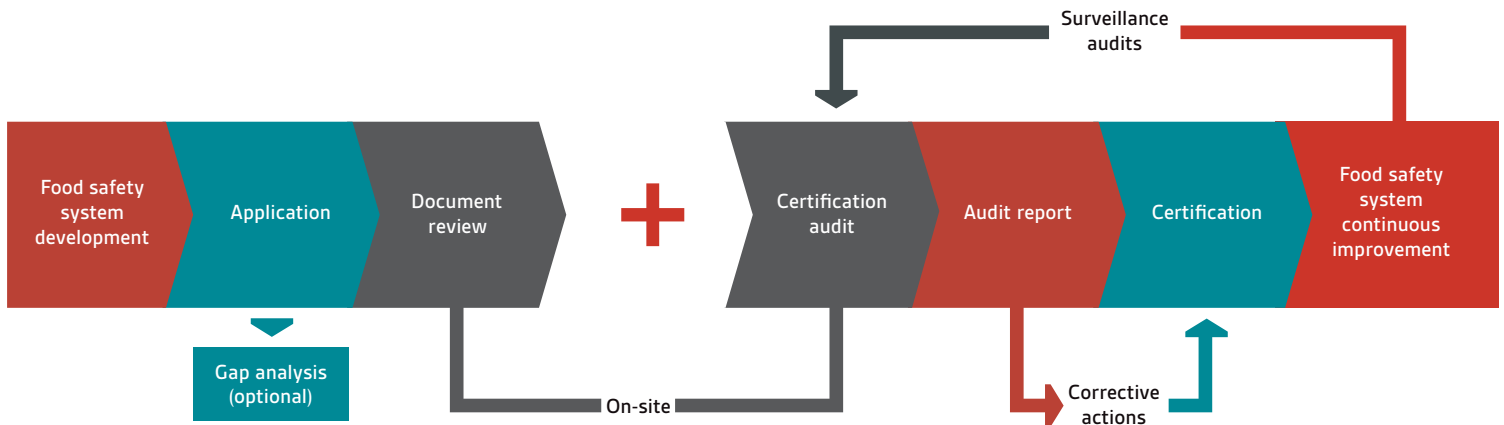 Surveillance
audits
Food safety
system
development
Application
Document
review
+
Certification
audit
Audit report
Certification
Food safety
system
continuous
improvement
Gap analysis
(optional)
On-site
Corrective
actions